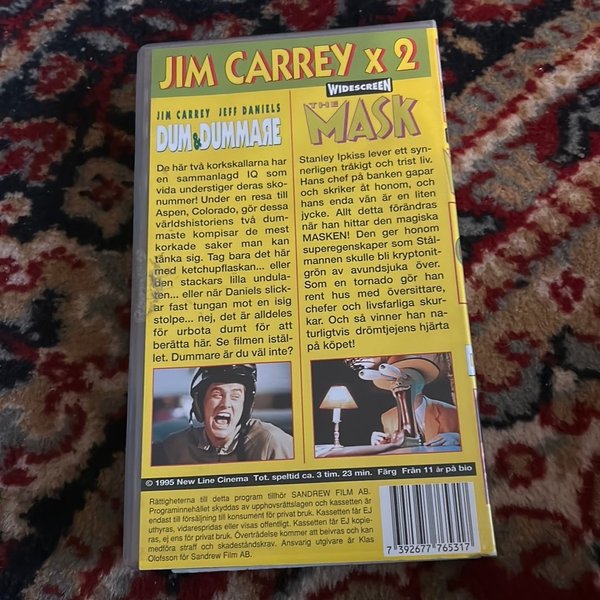 JIM CARREY x 2
WIDESCREEN
JIM CARREY JEFF DANIELS
DUM & DUMMARE
De här två korkskallarna har
en sammanlagd IQ som
vida understiger deras sko-
nummer! Under en resa till
Aspen, Colorado, gör dessa
världshistoriens två dum-
maste kompisar de mest
korkade saker man kan
tänka sig. Tag bara det här
med ketchupflaskan... eller
den stackars lilla undula-
ten... eller när Daniels slick-
ar fast tungan mot en isig
stolpe... nej, det är alldeles
för urbota dumt för att
berätta här. Se filmen istäl-
let. Dummare är du väl inte?
THE
MASK
Stanley Ipkiss lever ett syn-
nerligen tråkigt och trist liv.
Hans chef på banken gapar
och skriker åt honom, och
hans enda vän är en liten
jycke. Allt detta förändras
när han hittar den magiska
MASKEN! Den ger honom
superegenskaper som Stål-
mannen skulle bli kryptonit-
grön av avundsjuka över.
Som en tornado gör han
rent hus med översittare,
chefer och livsfarliga skur-
kar. Och så vinner han na-
turligtvis drömtjejens hjärta
på köpet!
© 1995 New Line Cinema Tot. speltid ca. 3 tim. 23 min. Färg Från 11 år på bio
Rättigheterna till detta program tillhör SANDREW FILM AB.
Programinnehållet skyddas av upphovsrättslagen och kassetten är
endast till försäljning till konsument för privat bruk. Kassetten får EJ
uthyras, vidarespridas eller visas offentligt. Kassetten får EJ kopie-
ras, ej ens för privat bruk. Overtrådelse kommer att beivras och kan
medföra straff och skadeståndskrav. Ansvarig utgivare är Klas
Olofsson för Sandrew Film AB.
7 392677 765317